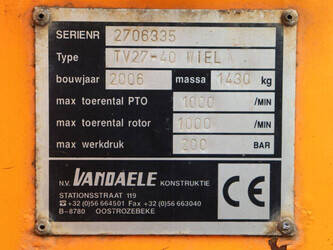 SERIENR 2706335
Type TV27-40 WIEL
bouwjaar 2006 massa 1430 kg
max toerental PTO 1000 /MIN
max toerental rotor 1000 /MIN
max werkdruk 200 BAR
N.V. VANDAELE KONSTRUKTIE
STATIONSSTRAAT 119
☎ +32 (0)56 664501 Fax +32 (0)56 663040
B-8780 OOSTROZEBEKE
CE